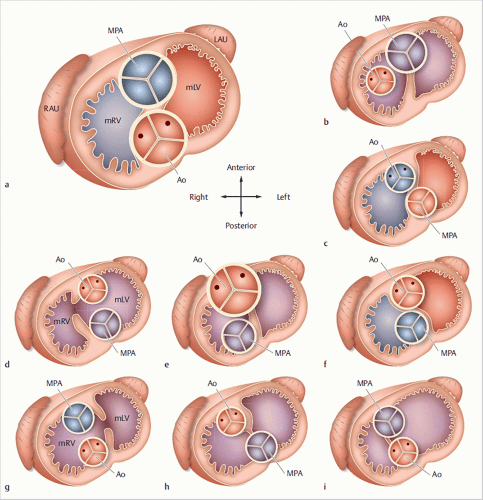 MPA
LAU
mLV
RAU
mRV
Ao
a
Anterior
Right
Left
Posterior
MPA
Ao
b
Ao
MPA
c
Ao
mLV
mRV
MPA
d
Ao
MPA
e
Ao
MPA
f
MPA
mLV
mRV
Ao
g
Ao
MPA
h
MPA
Ao
i